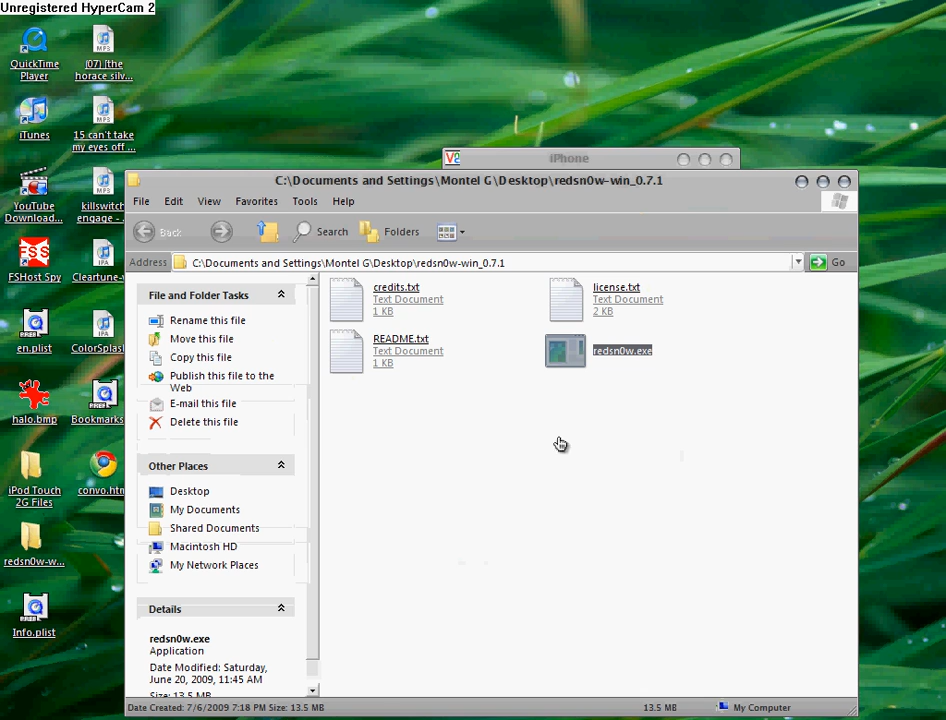 Unregistered HyperCam 2
QuickTime
Player
(07) [the
horace silv...
iTunes
15 can't take
my eyes off ...
YouTube
Download...
killswitch
engage - ...
FSHost Spy
Cleartune-v
en.plist
ColorSplas
halo.bmp
Bookmarks
iPod Touch
2G Files
convo.htm
redsn0w-w...
Info.plist
iPhone
C:\Documents and Settings\Montel G\Desktop\redsn0w-win_0.7.1
File Edit View Favorites Tools Help
Back Search Folders
Address C:\Documents and Settings\Montel G\Desktop\redsn0w-win_0.7.1 Go
File and Folder Tasks
Rename this file
Move this file
Copy this file
Publish this file to the
Web
E-mail this file
Delete this file
Other Places
Desktop
My Documents
Shared Documents
Macintosh HD
My Network Places
Details
redsn0w.exe
Application
Date Modified: Saturday,
June 20, 2009, 11:45 AM
Size: 13.5 MB
credits.txt
Text Document
1 KB
license.txt
Text Document
2 KB
README.txt
Text Document
1 KB
redsn0w.exe
Date Created: 7/6/2009 7:18 PM Size: 13.5 MB 13.5 MB My Computer